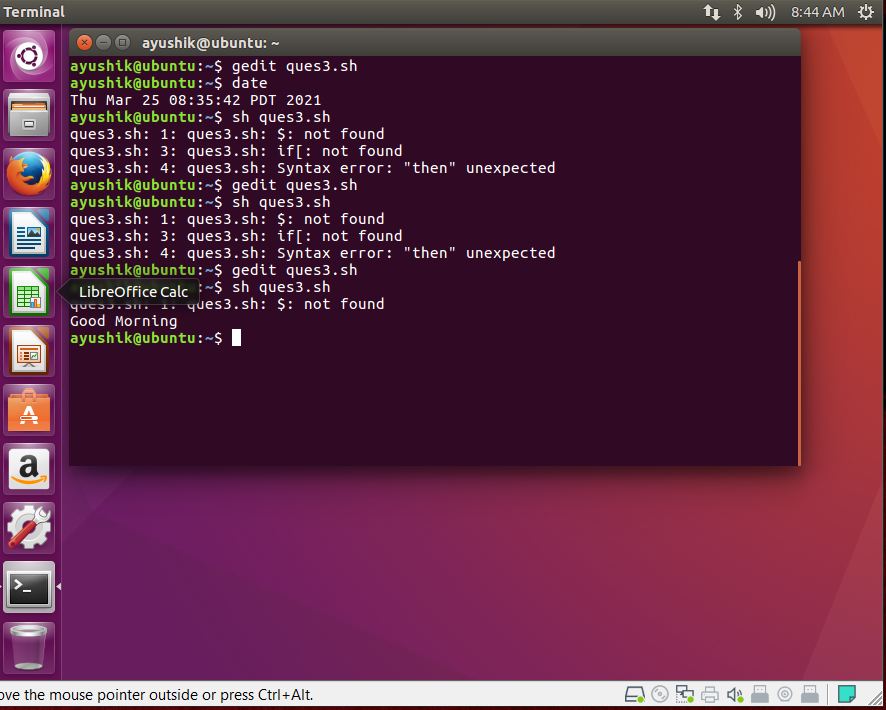 Terminal
8:44 AM
ayushik@ubuntu: ~
ayushik@ubuntu:~$ gedit ques3.sh
ayushik@ubuntu:~$ date
Thu Mar 25 08:35:42 PDT 2021
ayushik@ubuntu:~$ sh ques3.sh
ques3.sh: 1: ques3.sh: $: not found
ques3.sh: 3: ques3.sh: if[: not found
ques3.sh: 4: ques3.sh: Syntax error: "then" unexpected
ayushik@ubuntu:~$ gedit ques3.sh
ayushik@ubuntu:~$ sh ques3.sh
ques3.sh: 1: ques3.sh: $: not found
ques3.sh: 3: ques3.sh: if[: not found
ques3.sh: 4: ques3.sh: Syntax error: "then" unexpected
ayushik@ubuntu:~$ gedit ques3.sh
ayushik@ubuntu:~$ sh ques3.sh
LibreOffice Calc
ques3.sh: 1: ques3.sh: $: not found
Good Morning
ayushik@ubuntu:~$
ove the mouse pointer outside or press Ctrl+Alt.